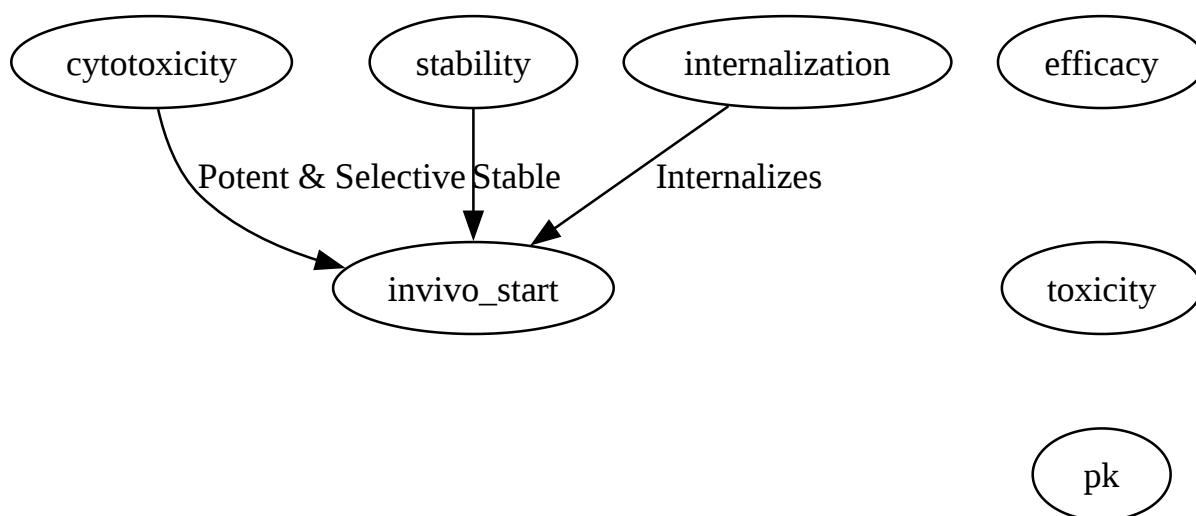 cytotoxicity
stability
internalization
efficacy
Potent & Selective
Stable
Internalizes
invivo_start
toxicity
pk